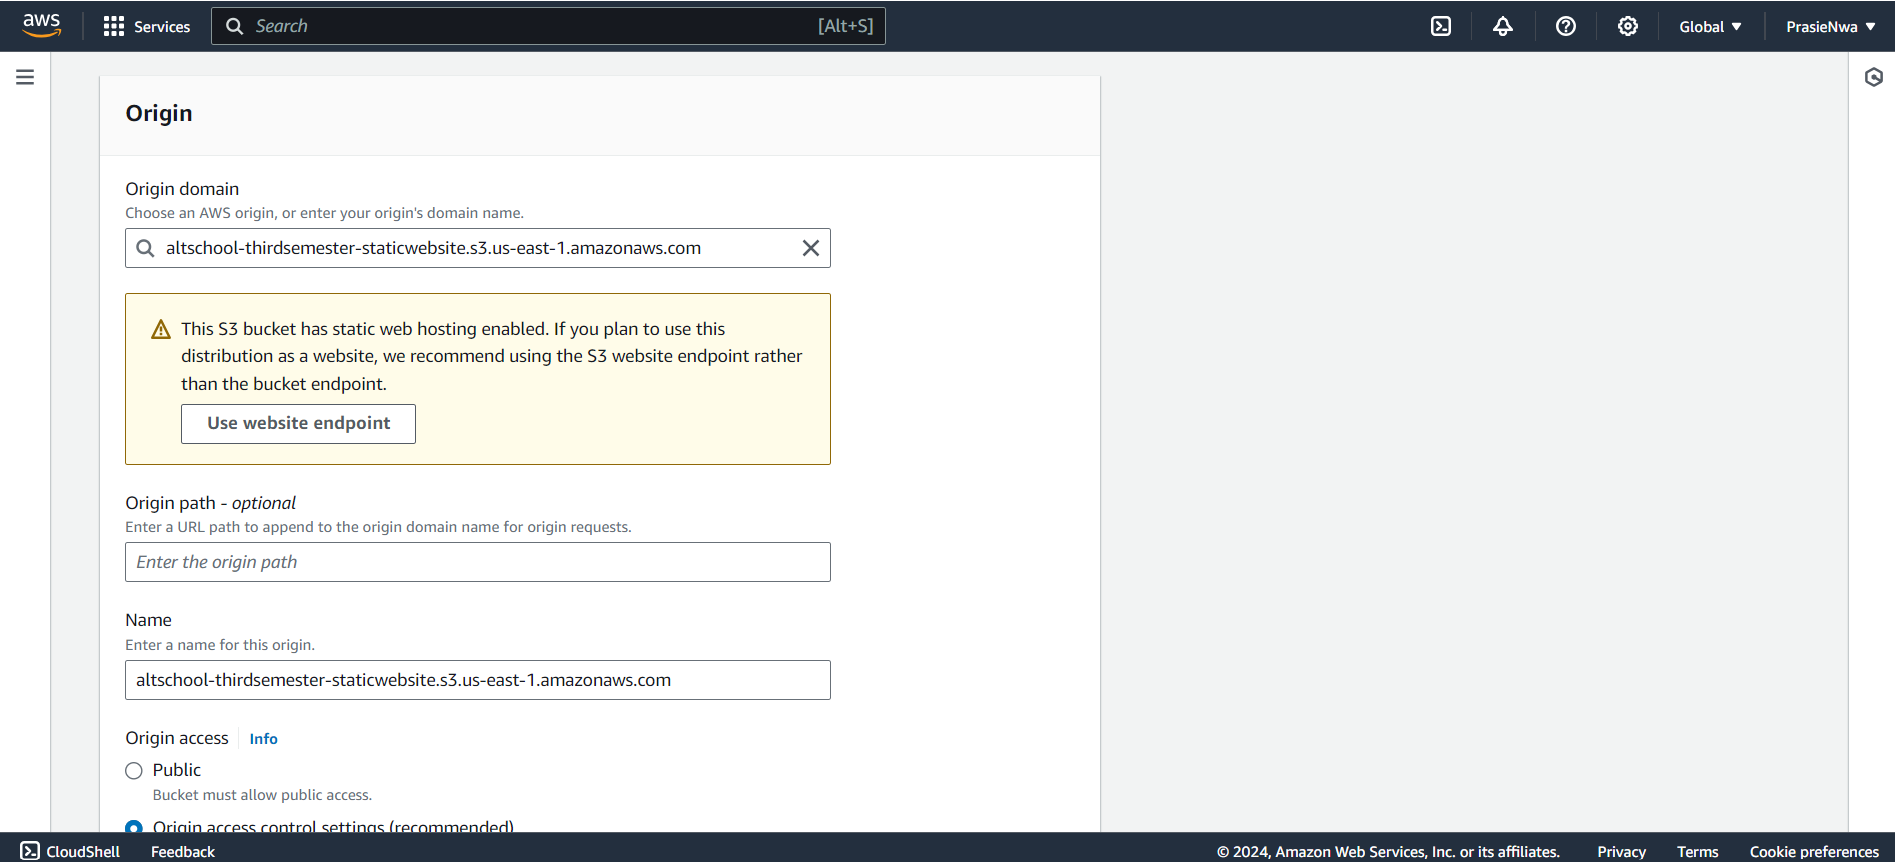 aws
Services
Search
[Alt+S]
Global
PrasieNwa
Origin
Origin domain
Choose an AWS origin, or enter your origin's domain name.
altschool-thirdsemester-staticwebsite.s3.us-east-1.amazonaws.com
This S3 bucket has static web hosting enabled. If you plan to use this
distribution as a website, we recommend using the S3 website endpoint rather
than the bucket endpoint.
Use website endpoint
Origin path - optional
Enter a URL path to append to the origin domain name for origin requests.
Enter the origin path
Name
Enter a name for this origin.
altschool-thirdsemester-staticwebsite.s3.us-east-1.amazonaws.com
Origin access
Info
Public
Bucket must allow public access.
Origin access control settings (recommended)
CloudShell
Feedback
© 2024, Amazon Web Services, Inc. or its affiliates.
Privacy
Terms
Cookie preferences